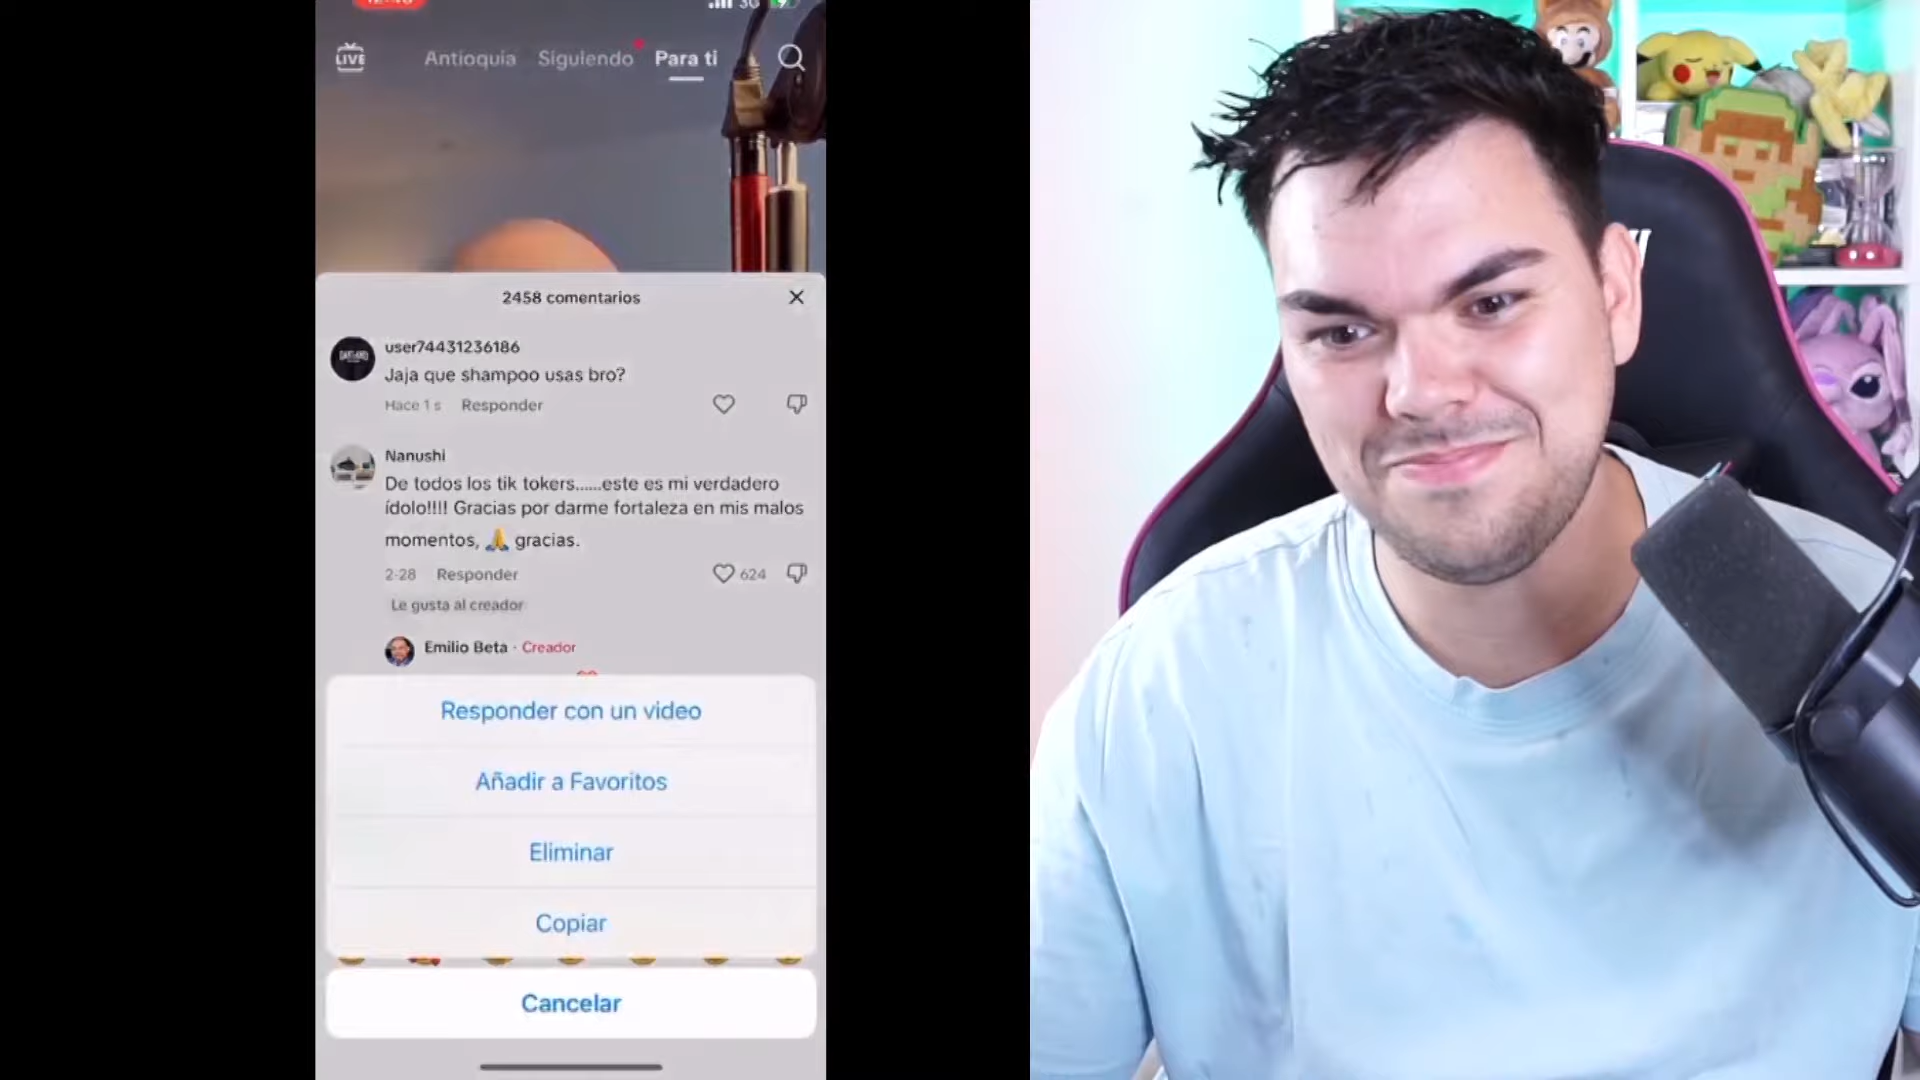 3G
LIVE
Antioquia Siguiendo Para ti
2458 comentarios
user74431236186
Jaja que shampoo usas bro?
Hace 1 s Responder
Nanushi
De todos los tik tokers......este es mi verdadero
ídolo!!!! Gracias por darme fortaleza en mis malos
momentos, 🙏 gracias.
2-28 Responder 624
Le gusta al creador
Emilio Beta · Creador
Responder con un video
Añadir a Favoritos
Eliminar
Copiar
Cancelar